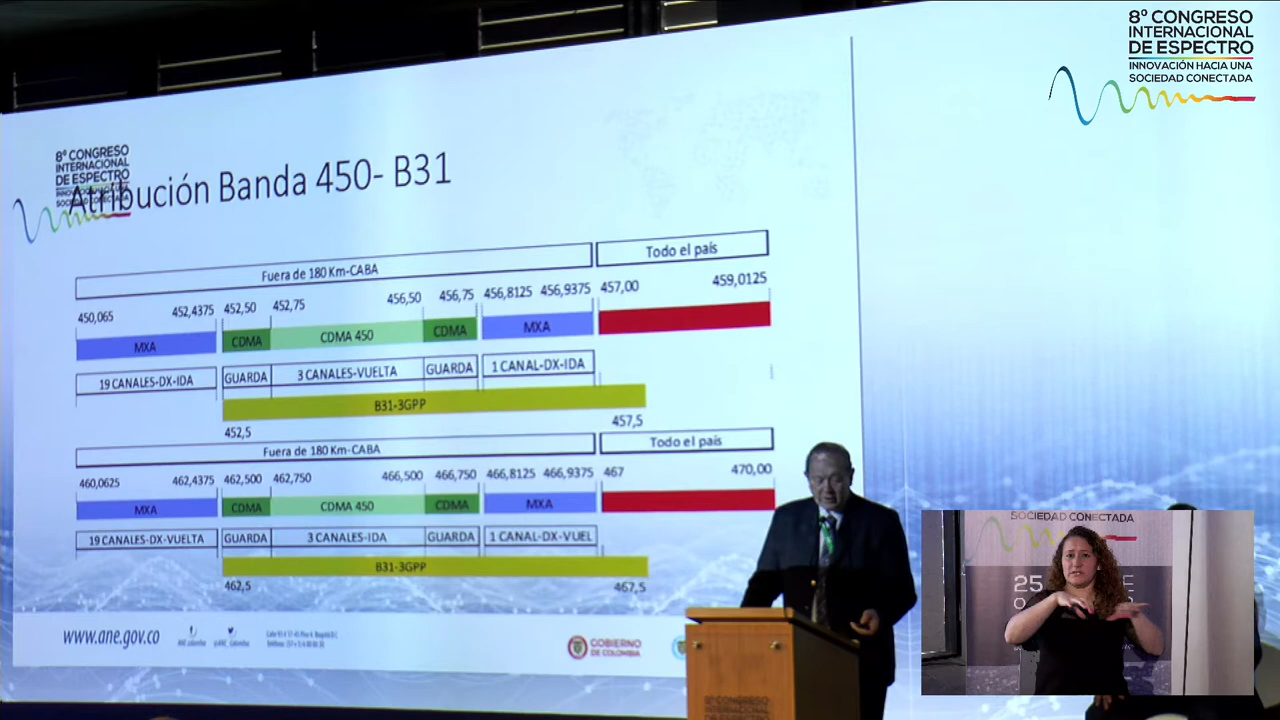 8º CONGRESO
INTERNACIONAL
DE ESPECTRO
INNOVACIÓN HACIA UNA
SOCIEDAD CONECTADA
8º CONGRESO
INTERNACIONAL
DE ESPECTRO
SOCIEDAD CONECTADA
Atribución Banda 450- B31
Fuera de 180 Km-CABA
Todo el país
450,065 452,4375 452,50 452,75 456,50 456,75 456,8125 456,9375 457,00 459,0125
MXA CDMA CDMA 450 CDMA MXA
19 CANALES-DX-IDA GUARDA 3 CANALES-VUELTA GUARDA 1 CANAL-DX-IDA
B31-3GPP
452,5 457,5
Fuera de 180 Km-CABA Todo el país
460,0625 462,4375 462,500 462,750 466,500 466,750 466,8125 466,9375 467 470,00
MXA CDMA CDMA 450 CDMA MXA
19 CANALES-DX-VUELTA GUARDA 3 CANALES-IDA GUARDA 1 CANAL-DX-VUEL
B31-3GPP
462,5 467,5
www.ane.gov.co
GOBIERNO
DE COLOMBIA
8º CONGRESO
INTERNACIONAL
DE ESPECTRO
SOCIEDAD CONECTADA
25